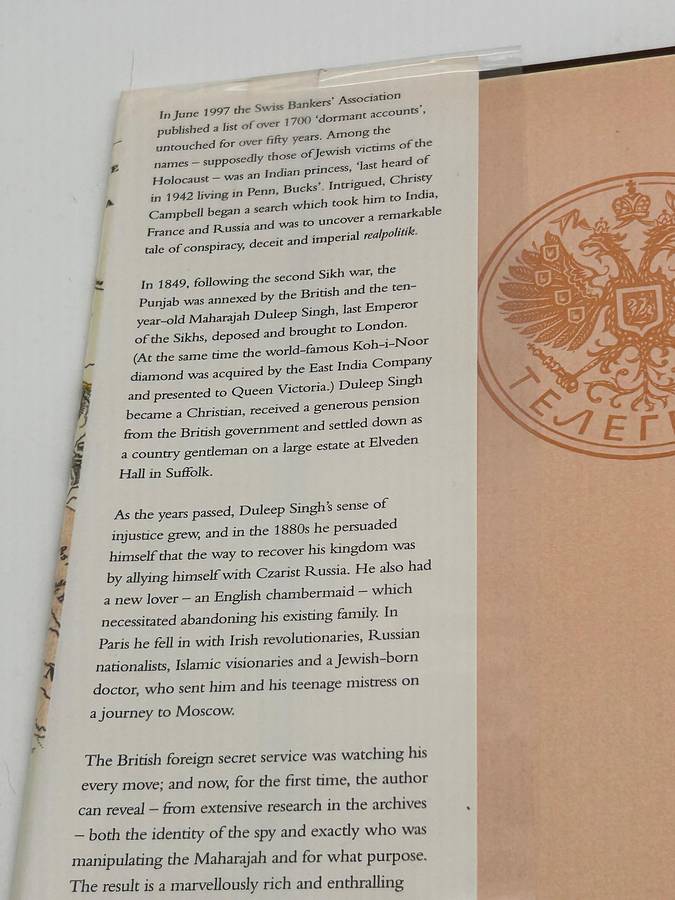 In June 1997 the Swiss Bankers' Association
published a list of over 1700 'dormant accounts',
untouched for over fifty years. Among the
names – supposedly those of Jewish victims of the
Holocaust – was an Indian princess, 'last heard of
in 1942 living in Penn, Bucks'. Intrigued, Christy
Campbell began a search which took him to India,
France and Russia and was to uncover a remarkable
tale of conspiracy, deceit and imperial realpolitik.
In 1849, following the second Sikh war, the
Punjab was annexed by the British and the ten-
year-old Maharajah Duleep Singh, last Emperor
of the Sikhs, deposed and brought to London.
(At the same time the world-famous Koh-i-Noor
diamond was acquired by the East India Company
and presented to Queen Victoria.) Duleep Singh
became a Christian, received a generous pension
from the British government and settled down as
a country gentleman on a large estate at Elveden
Hall in Suffolk.
As the years passed, Duleep Singh's sense of
injustice grew, and in the 1880s he persuaded
himself that the way to recover his kingdom was
by allying himself with Czarist Russia. He also had
a new lover – an English chambermaid – which
necessitated abandoning his existing family. In
Paris he fell in with Irish revolutionaries, Russian
nationalists, Islamic visionaries and a Jewish-born
doctor, who sent him and his teenage mistress on
a journey to Moscow.
The British foreign secret service was watching his
every move; and now, for the first time, the author
can reveal – from extensive research in the archives
– both the identity of the spy and exactly who was
manipulating the Maharajah and for what purpose.
The result is a marvellously rich and enthralling
ТЕЛЕГ